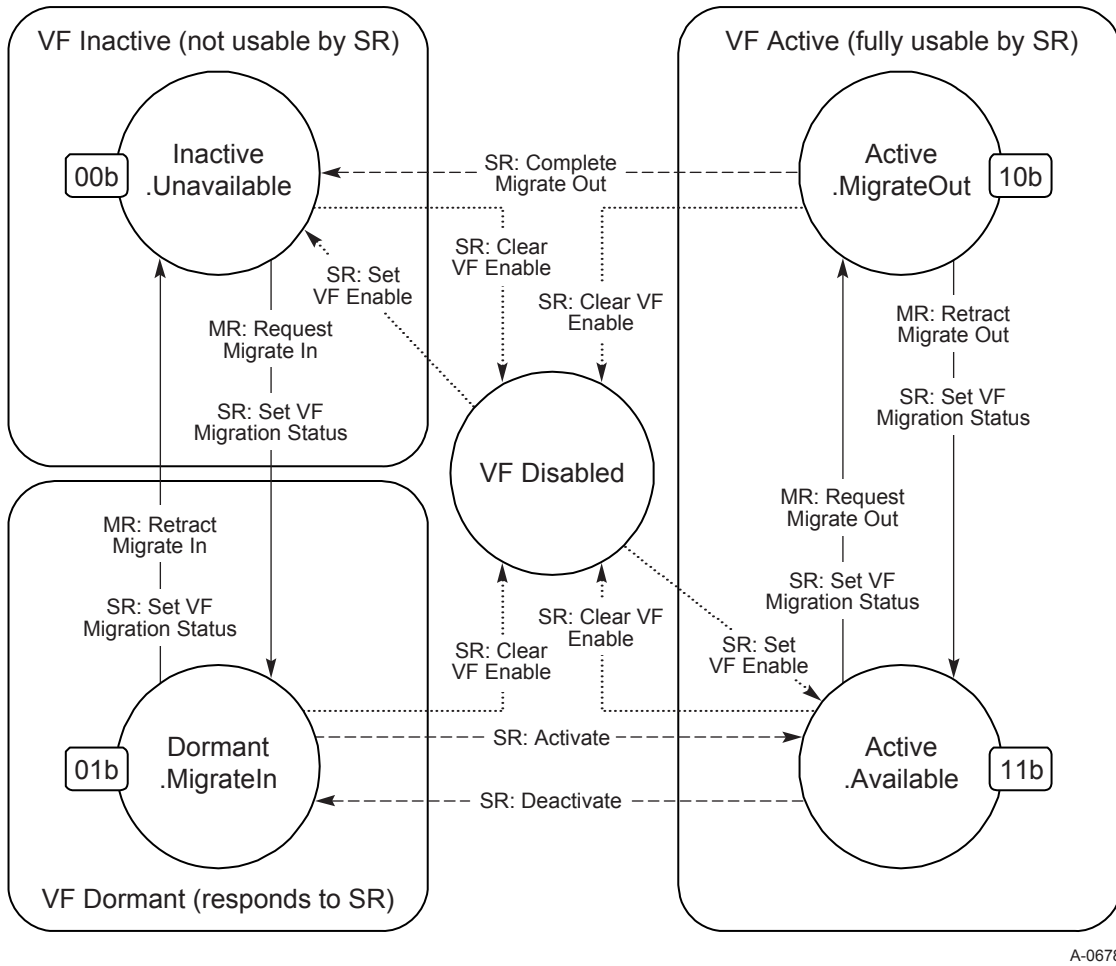 VF Inactive (not usable by SR)
VF Active (fully usable by SR)
Inactive
.Unavailable
00b
SR: Complete
Migrate Out
Active
.MigrateOut
10b
SR: Clear
VF Enable
SR: Set
VF Enable
SR: Clear VF
Enable
MR: Request
Migrate In
SR: Set VF
Migration Status
MR: Retract
Migrate Out
SR: Set VF
Migration Status
VF Disabled
MR: Retract
Migrate In
SR: Set VF
Migration Status
MR: Request
Migrate Out
SR: Set VF
Migration Status
SR: Clear
VF Enable
SR: Clear VF
Enable
SR: Set
VF Enable
Dormant
.MigrateIn
01b
SR: Activate
SR: Deactivate
Active
.Available
11b
VF Dormant (responds to SR)
A-0678